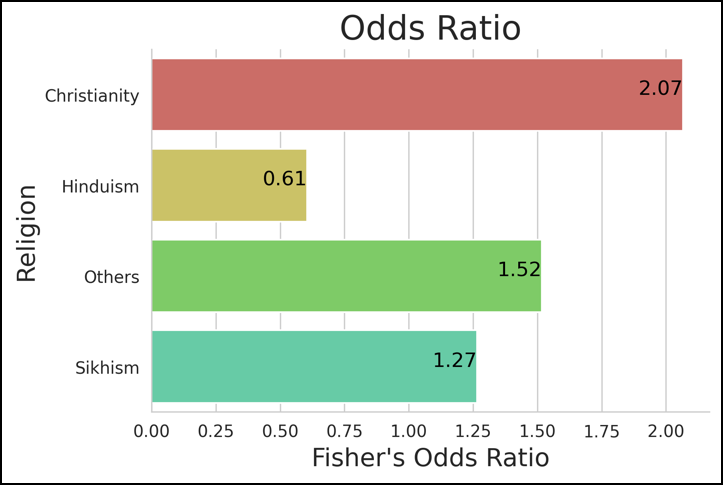 Odds Ratio
Religion
Christianity
2.07
Hinduism
0.61
Others
1.52
Sikhism
1.27
0.00 0.25 0.50 0.75 1.00 1.25 1.50 1.75 2.00
Fisher's Odds Ratio